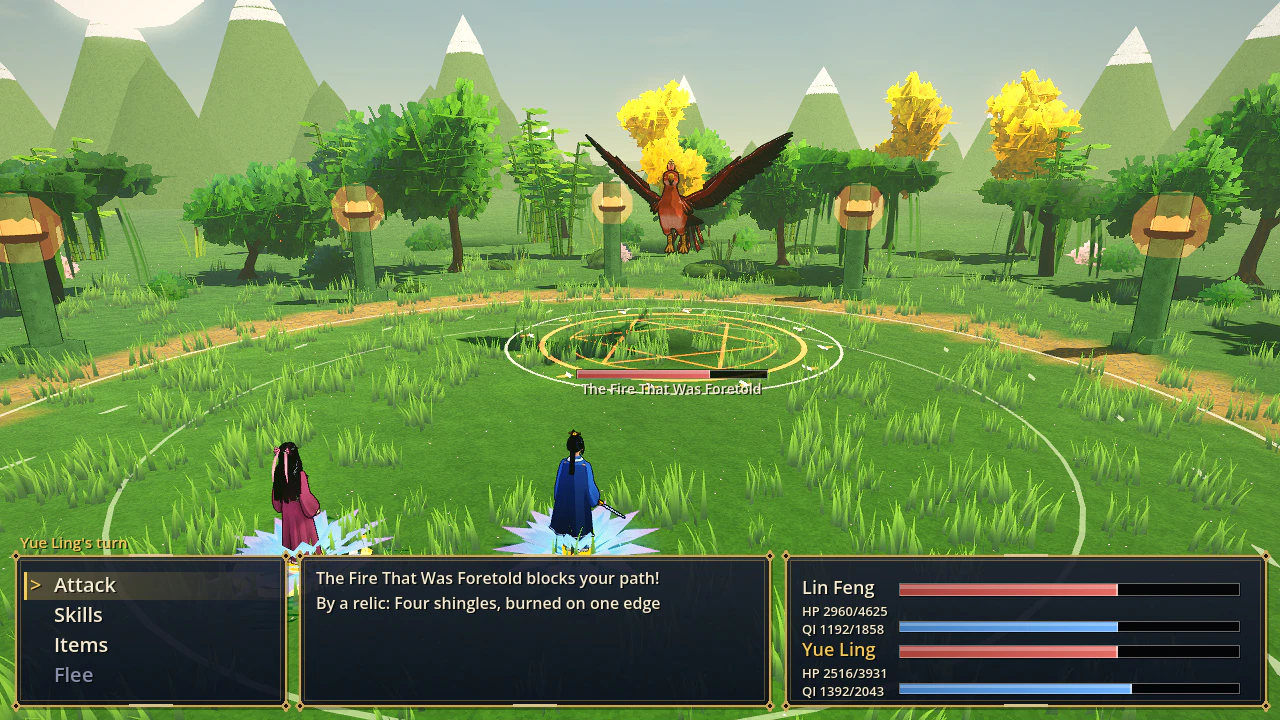 The Fire That Was Foretold
Yue Ling's turn
> Attack
Skills
Items
Flee
The Fire That Was Foretold blocks your path!
By a relic: Four shingles, burned on one edge
Lin Feng
HP 2960/4625
QI 1192/1858
Yue Ling
HP 2516/3931
QI 1392/2043